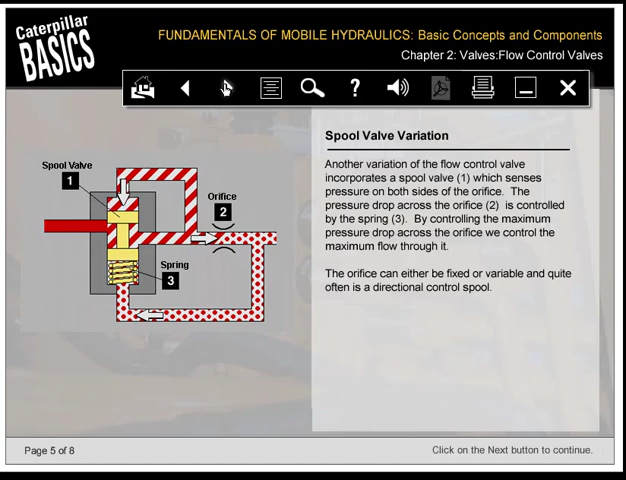 Caterpillar
BASICS
FUNDAMENTALS OF MOBILE HYDRAULICS: Basic Concepts and Components
Chapter 2: Valves:Flow Control Valves
?
Spool Valve
1
Orifice
2
Spring
3
Spool Valve Variation
Another variation of the flow control valve
incorporates a spool valve (1) which senses
pressure on both sides of the orifice.  The
pressure drop across the orifice (2)  is controlled
by the spring (3).  By controlling the maximum
pressure drop across the orifice we control the
maximum flow through it.
The orifice can either be fixed or variable and quite
often is a directional control spool.
Page 5 of 8
Click on the Next button to continue.